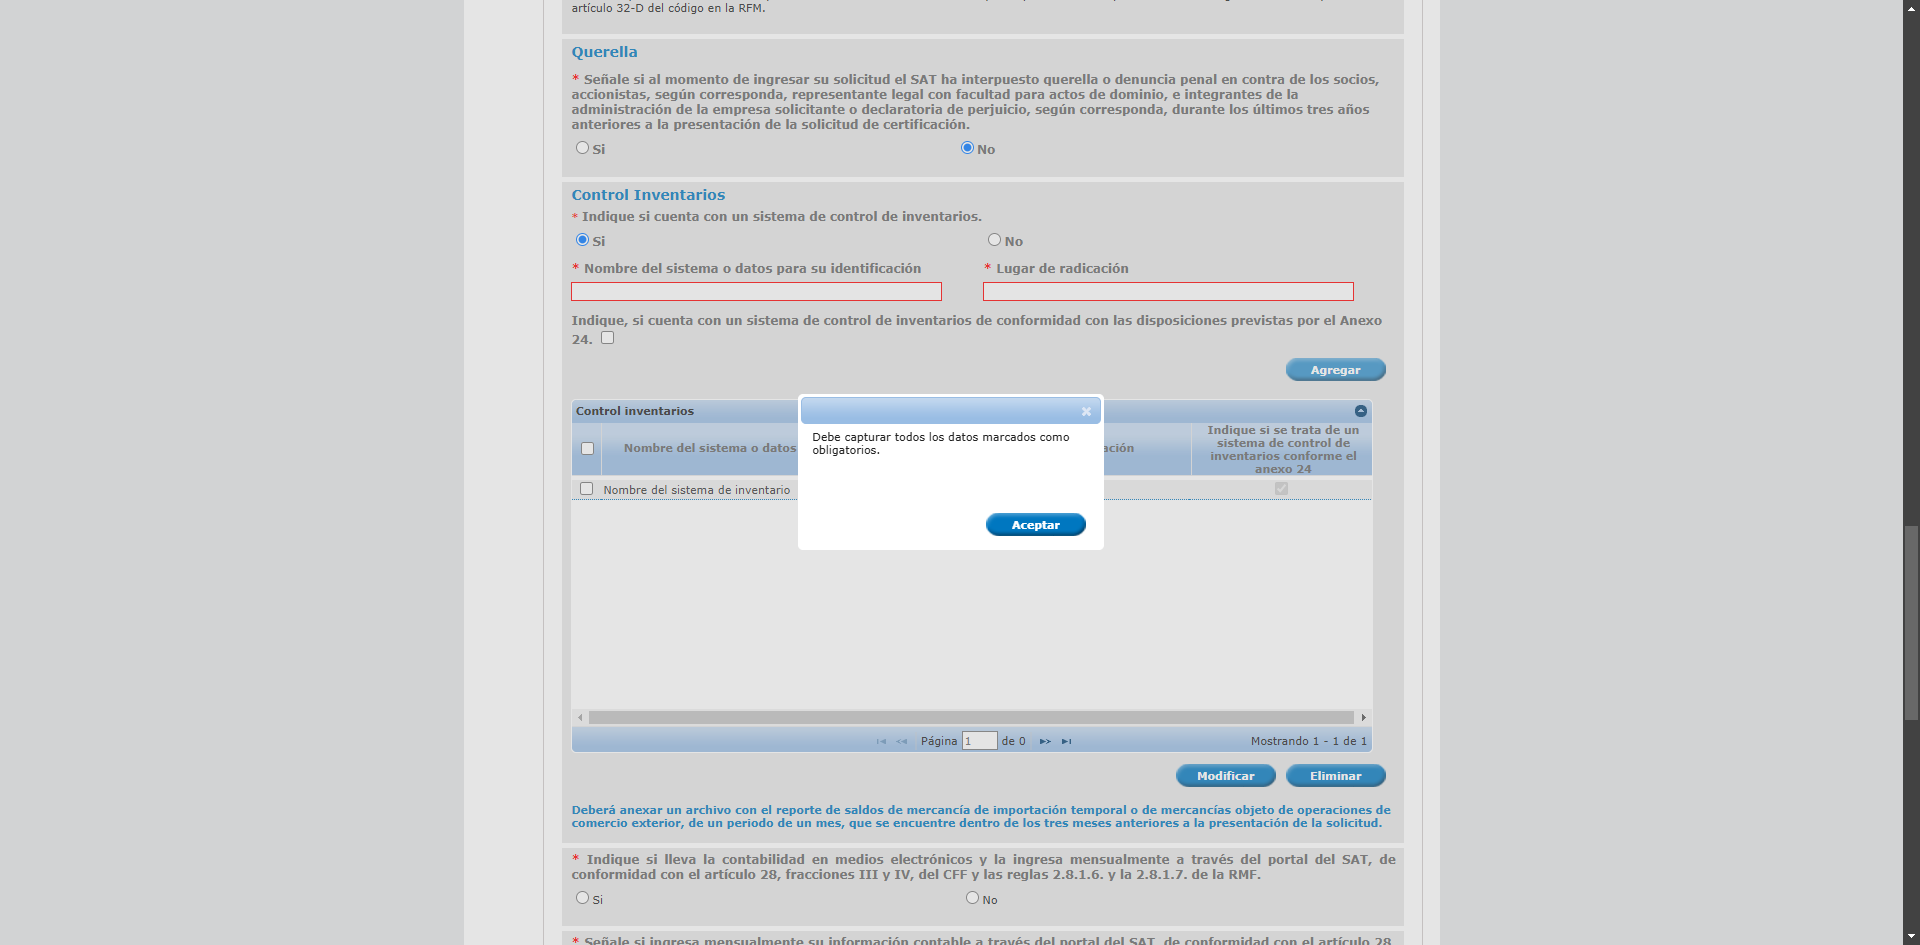 artículo 32-D del código en la RFM.
Querella
* Señale si al momento de ingresar su solicitud el SAT ha interpuesto querella o denuncia penal en contra de los socios,
accionistas, según corresponda, representante legal con facultad para actos de dominio, e integrantes de la
administración de la empresa solicitante o declaratoria de perjuicio, según corresponda, durante los últimos tres años
anteriores a la presentación de la solicitud de certificación.
Si No
Control Inventarios
* Indique si cuenta con un sistema de control de inventarios.
Si No
* Nombre del sistema o datos para su identificación * Lugar de radicación
Indique, si cuenta con un sistema de control de inventarios de conformidad con las disposiciones previstas por el Anexo
24.
Agregar
Control inventarios
Nombre del sistema o datos
Indique si se trata de un
sistema de control de
inventarios conforme el
anexo 24
Nombre del sistema de inventario
Debe capturar todos los datos marcados como
obligatorios.
Aceptar
Página 1 de 0 Mostrando 1 - 1 de 1
Modificar Eliminar
Deberá anexar un archivo con el reporte de saldos de mercancía de importación temporal o de mercancías objeto de operaciones de
comercio exterior, de un periodo de un mes, que se encuentre dentro de los tres meses anteriores a la presentación de la solicitud.
* Indique si lleva la contabilidad en medios electrónicos y la ingresa mensualmente a través del portal del SAT, de
conformidad con el artículo 28, fracciones III y IV, del CFF y las reglas 2.8.1.6. y la 2.8.1.7. de la RMF.
Si No
* Señale si ingresa mensualmente su información contable a través del portal del SAT, de conformidad con el artículo 28,